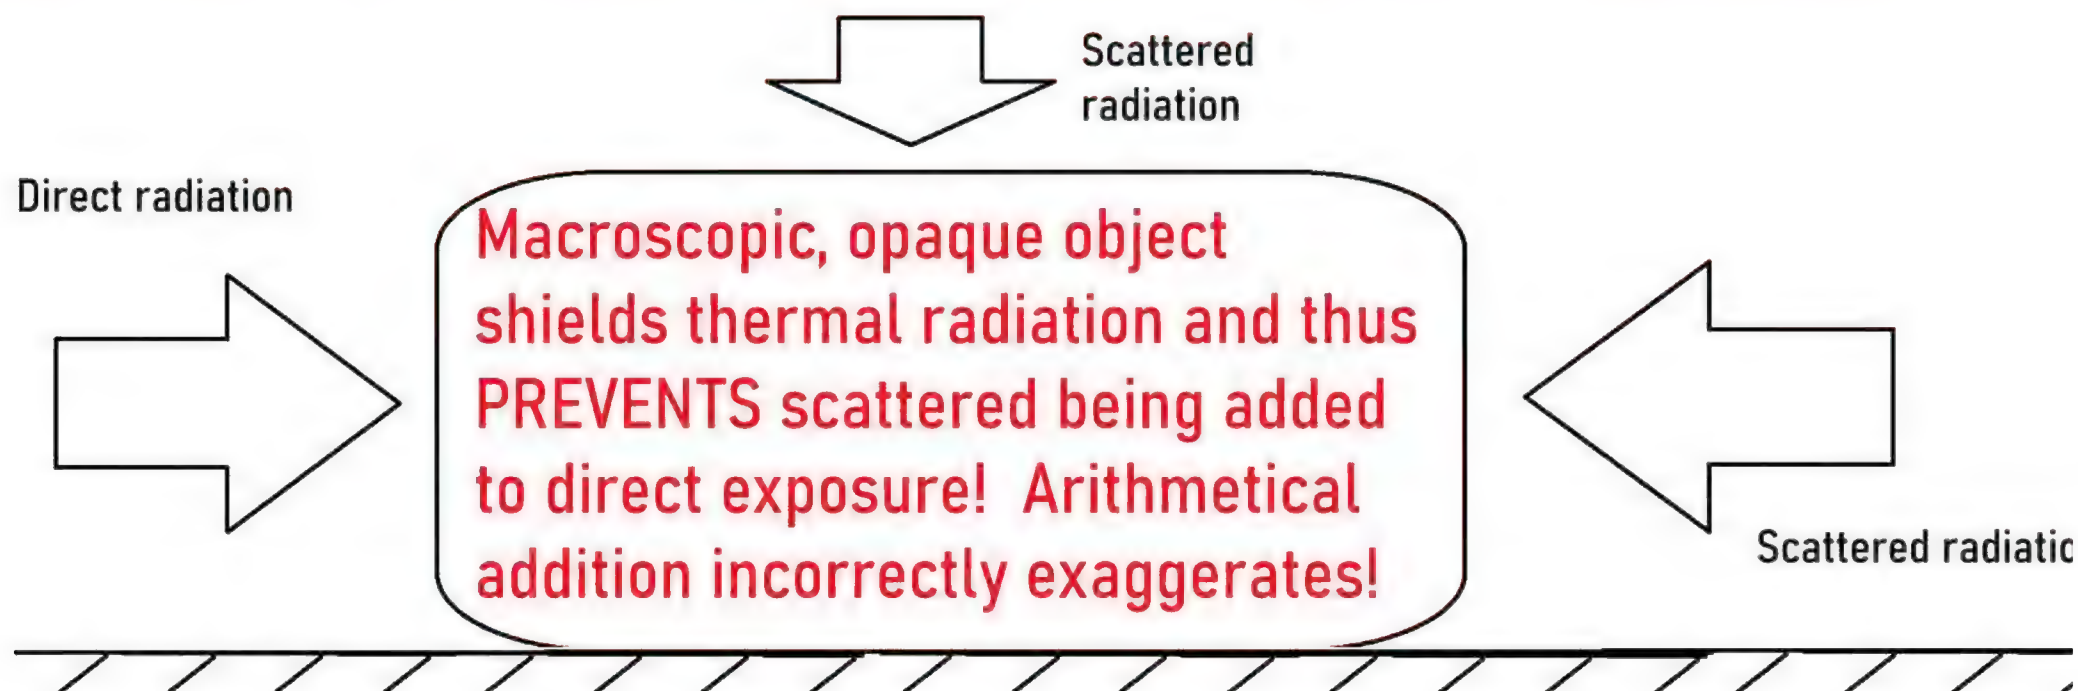 Scattered
radiation
Direct radiation
Macroscopic, opaque object
shields thermal radiation and thus
PREVENTS scattered being added
to direct exposure!  Arithmetical
addition incorrectly exaggerates!
Scattered radiatio